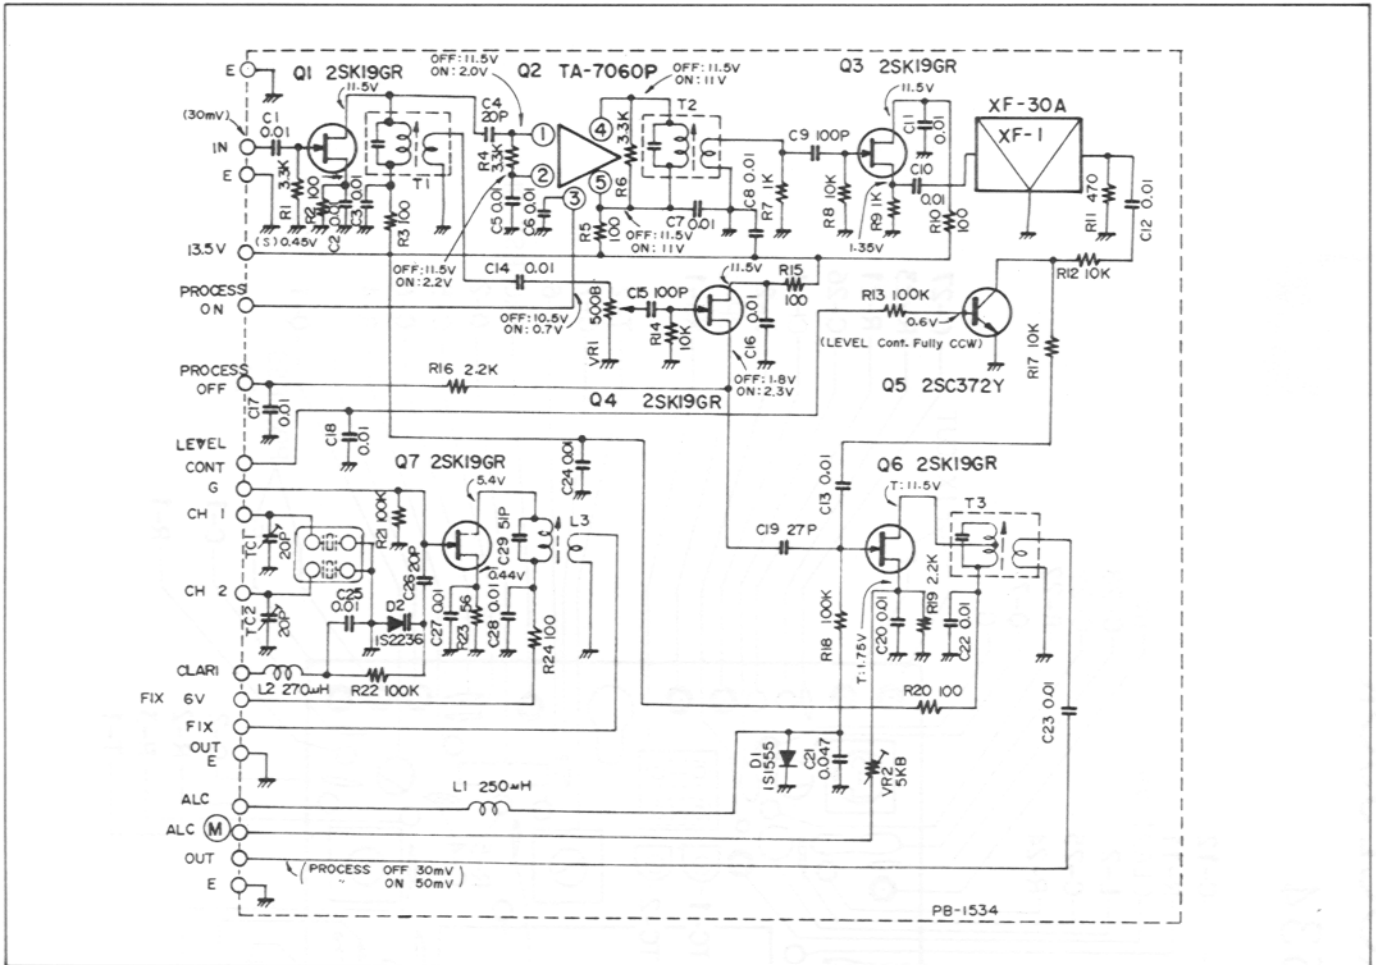 E
Q1 2SK19GR
11.5V
OFF:11.5V
ON:2.0V
Q2 TA-7060P
OFF:11.5V
ON:11V
Q3 2SK19GR
11.5V
XF-30A
XF-1
(30mV)
C1
0.01
IN
E
R1 3.3K
R2 100
C2 0.01
C3 0.01
(S) 0.45V
T1
R3 100
C4
20P
R4 3.3K
1
2
3
4
5
C5 0.01
C6 0.01
R5 100
R6 3.3K
T2
C7
0.01
OFF:11.5V
ON:11V
C8 0.01
R7 1K
C9 100P
R8 10K
R9 1K
1.35V
C10
0.01
C11
0.01
R10 100
R11 470
C12 0.01
13.5V
OFF:11.5V
ON:2.2V
C14 0.01
PROCESS
ON
OFF:10.5V
ON:0.7V
VR1 500B
C15 100P
R14 10K
11.5V
R15
100
C16 0.01
R13 100K
0.6V
(LEVEL Cont. Fully CCW)
R12 10K
R17 10K
Q5 2SC372Y
OFF:1.8V
ON:2.3V
Q4 2SK19GR
PROCESS
OFF
R16 2.2K
C17 0.01
C18 0.01
LEVEL
CONT
G
Q7 2SK19GR
5.4V
C24 0.01
CH 1
TC1 20P
R21 100K
C26 20P
C29 51P
L3
0.44V
CH 2
TC2 20P
C25
0.01
D2
1S2236
C27 0.01
R23 56
C28 0.01
R24 100
CLARI
L2 270μH
R22 100K
FIX 6V
FIX
OUT
E
C13 0.01
Q6 2SK19GR
T:11.5V
T3
C19 27P
R18 100K
T:1.75V
C20 0.01
R19 2.2K
C22 0.01
R20 100
C23 0.01
D1
1S1555
C21
0.047
VR2
5KB
L1 250μH
ALC
ALC M
OUT
(PROCESS OFF 30mV
ON 50mV)
E
PB-1534